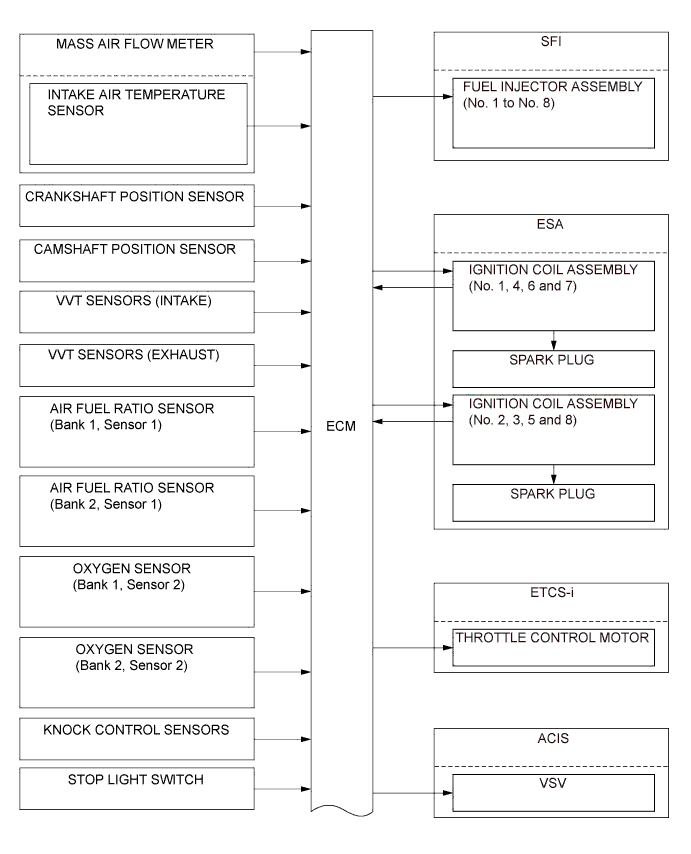 MASS AIR FLOW METER
INTAKE AIR TEMPERATURE
SENSOR
CRANKSHAFT POSITION SENSOR
CAMSHAFT POSITION SENSOR
VVT SENSORS (INTAKE)
VVT SENSORS (EXHAUST)
AIR FUEL RATIO SENSOR
(Bank 1, Sensor 1)
AIR FUEL RATIO SENSOR
(Bank 2, Sensor 1)
OXYGEN SENSOR
(Bank 1, Sensor 2)
OXYGEN SENSOR
(Bank 2, Sensor 2)
KNOCK CONTROL SENSORS
STOP LIGHT SWITCH
ECM
SFI
FUEL INJECTOR ASSEMBLY
(No. 1 to No. 8)
ESA
IGNITION COIL ASSEMBLY
(No. 1, 4, 6 and 7)
SPARK PLUG
IGNITION COIL ASSEMBLY
(No. 2, 3, 5 and 8)
SPARK PLUG
ETCS-i
THROTTLE CONTROL MOTOR
ACIS
VSV